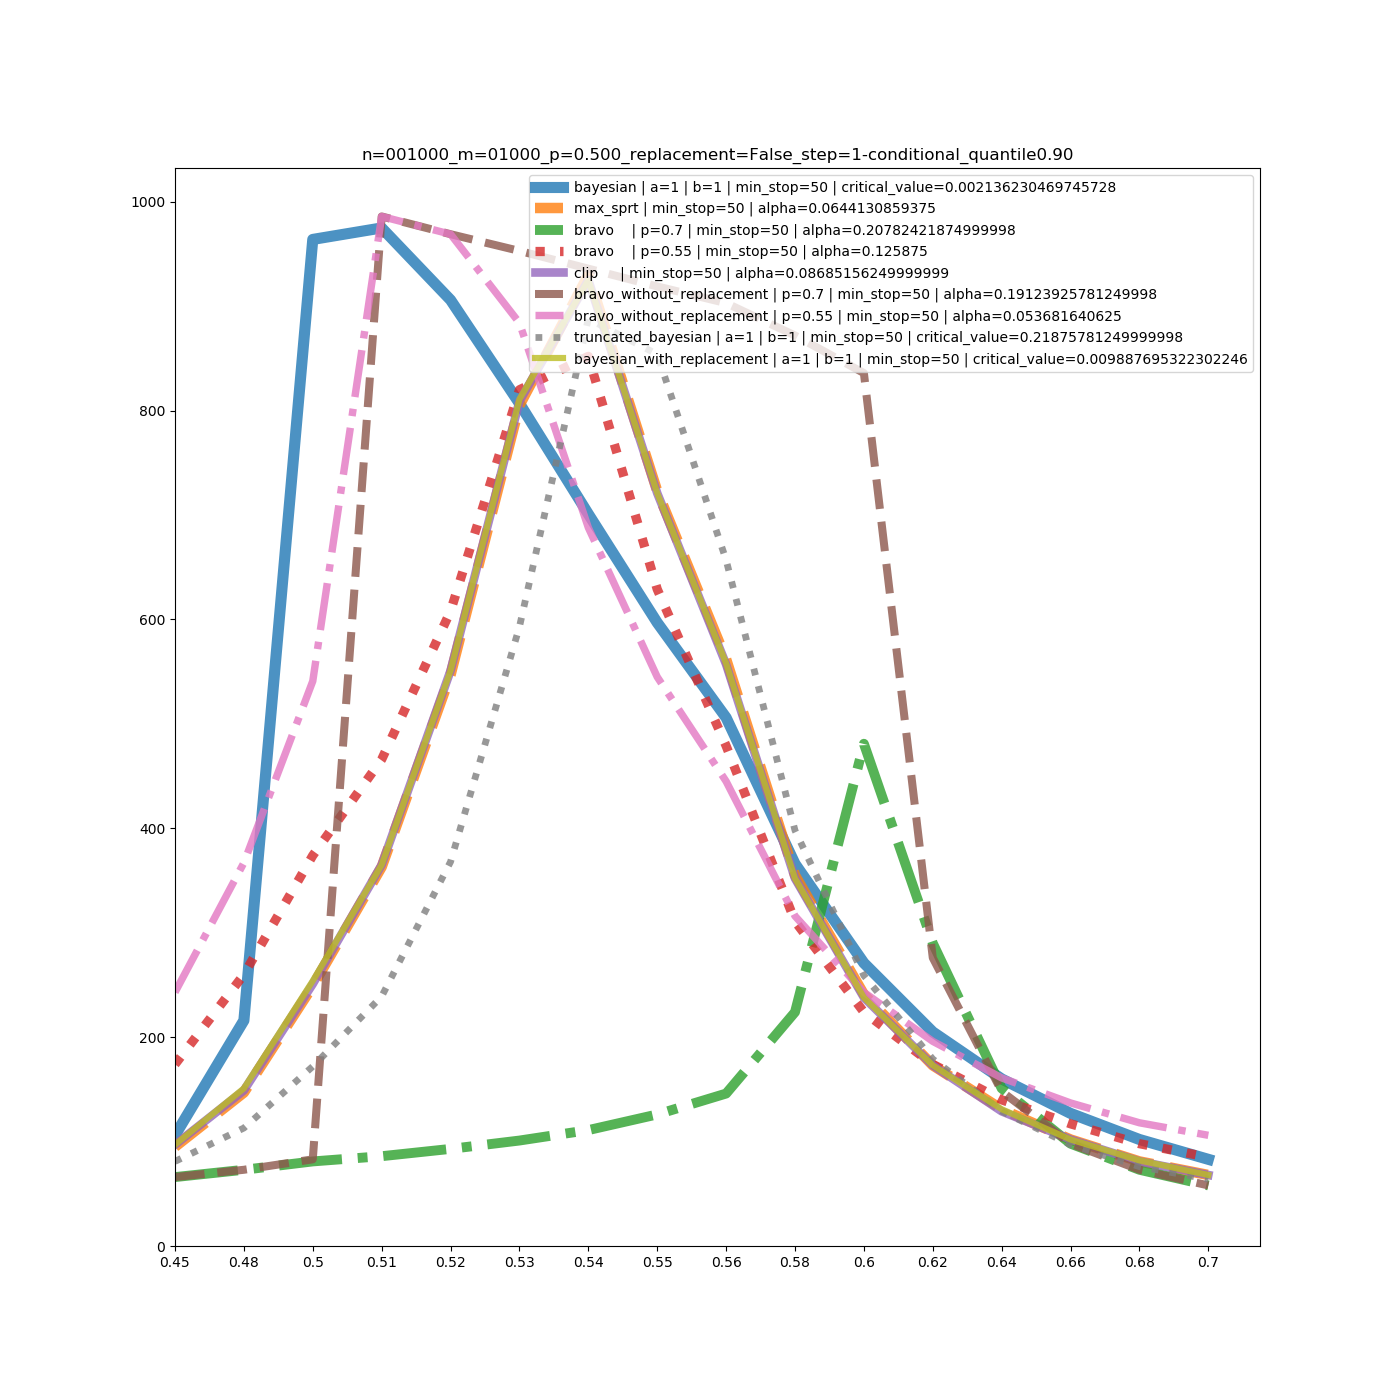 n=001000_m=01000_p=0.500_replacement=False_step=1-conditional_quantile0.90
bayesian | a=1 | b=1 | min_stop=50 | critical_value=0.002136230469745728
max_sprt | min_stop=50 | alpha=0.0644130859375
bravo | p=0.7 | min_stop=50 | alpha=0.20782421874999998
bravo | p=0.55 | min_stop=50 | alpha=0.125875
clip | min_stop=50 | alpha=0.08685156249999999
bravo_without_replacement | p=0.7 | min_stop=50 | alpha=0.19123925781249998
bravo_without_replacement | p=0.55 | min_stop=50 | alpha=0.053681640625
truncated_bayesian | a=1 | b=1 | min_stop=50 | critical_value=0.21875781249999998
bayesian_with_replacement | a=1 | b=1 | min_stop=50 | critical_value=0.009887695322302246
1000
800
600
400
200
0
0.45 0.48 0.5 0.51 0.52 0.53 0.54 0.55 0.56 0.58 0.6 0.62 0.64 0.66 0.68 0.7